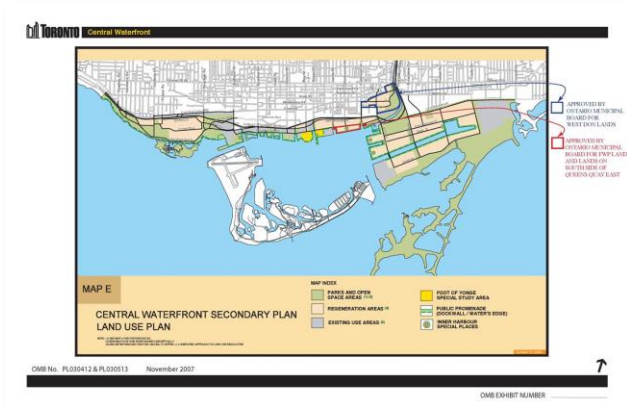 TORONTO Central Waterfront
APPROVED BY
ONTARIO MUNICIPAL
BOARD FOR
WEST DON LANDS
APPROVED BY
ONTARIO MUNICIPAL
BOARD FOR FWP LAND
AND LANDS ON
SOUTH SIDE OF
QUEENS QUAY EAST
MAP E
CENTRAL WATERFRONT SECONDARY PLAN
LAND USE PLAN
MAP INDEX
PARKS AND OPEN
SPACE AREAS
REGENERATION AREAS
EXISTING USE AREAS
FOOT OF YONGE
SPECIAL STUDY AREA
PUBLIC PROMENADE
(DOCKWALL / WATER'S EDGE)
INNER HARBOUR
SPECIAL PLACES
OMB No. PL030412 & PL030513 November 2007
OMB EXHIBIT NUMBER